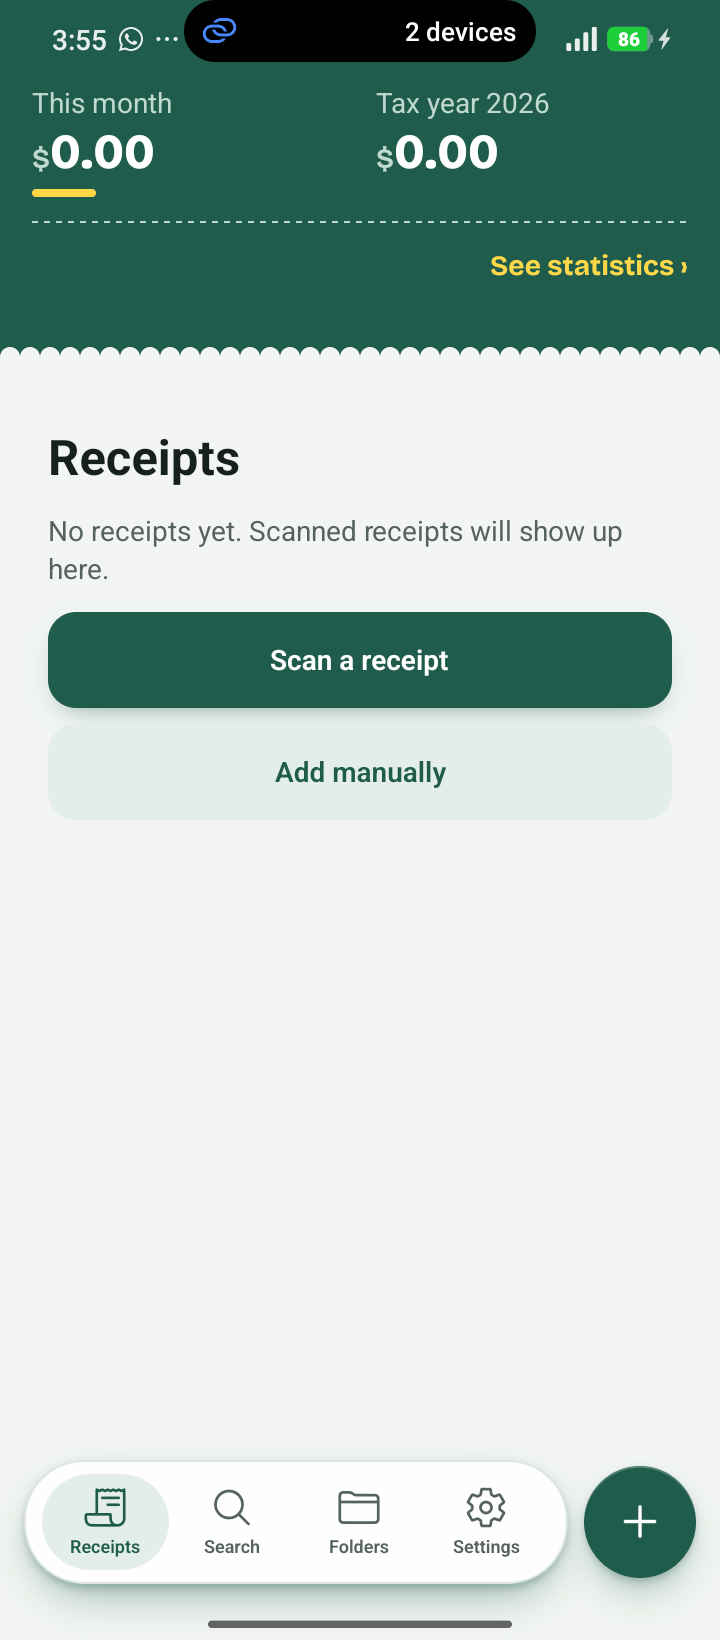 3:55 ... 2 devices 86
This month
$0.00
Tax year 2026
$0.00
See statistics ›
Receipts
No receipts yet. Scanned receipts will show up
here.
Scan a receipt
Add manually
Receipts Search Folders Settings